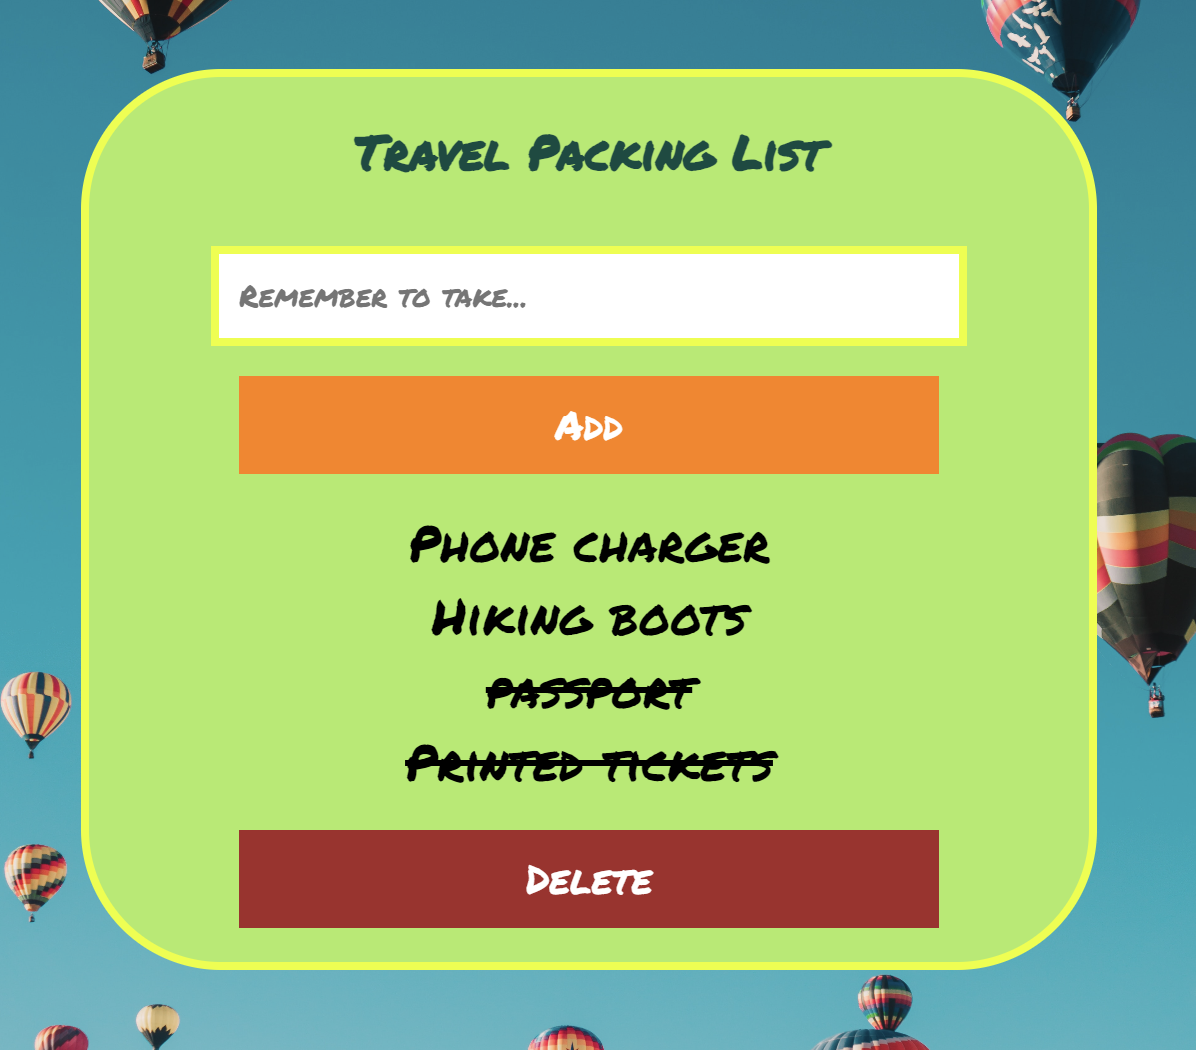 Travel Packing List
Remember to take...
Add
Phone charger
Hiking boots
passport
Printed tickets
Delete